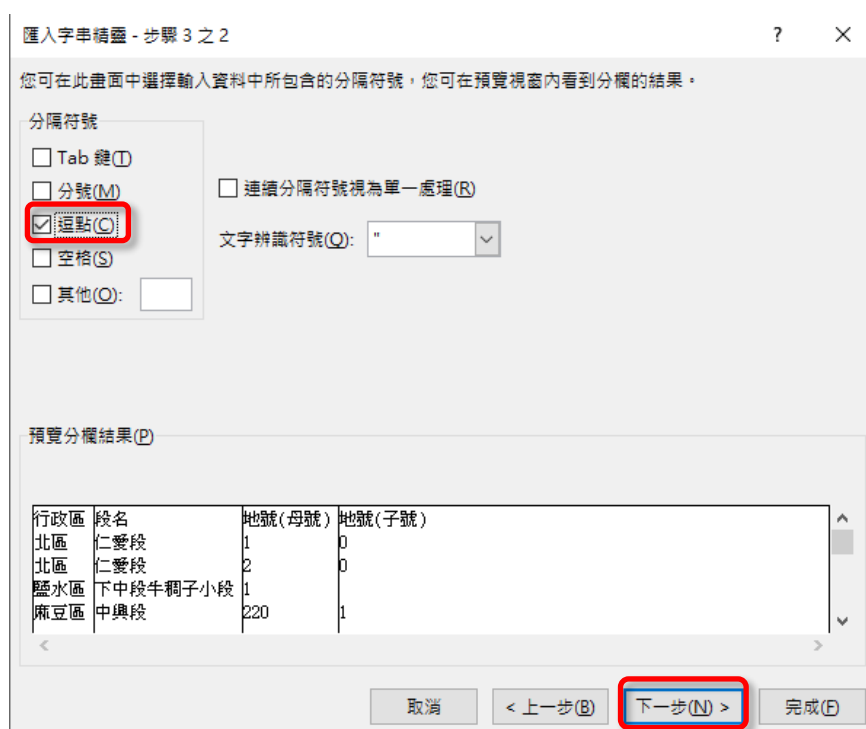 匯入字串精靈 - 步驟 3 之 2 ? ×
您可在此畫面中選擇輸入資料中所包含的分隔符號，您可在預覽視窗內看到分欄的結果。
分隔符號
Tab 鍵(T)
分號(M)
連續分隔符號視為單一處理(R)
逗點(C)
文字辨識符號(Q): "
空格(S)
其他(O):
預覽分欄結果(P)
行政區 段名 地號(母號) 地號(子號)
北區 仁愛段 1 0
北區 仁愛段 2 0
鹽水區 下中段牛稠子小段 1
麻豆區 中興段 220 1
取消 < 上一步(B) 下一步(N) > 完成(F)